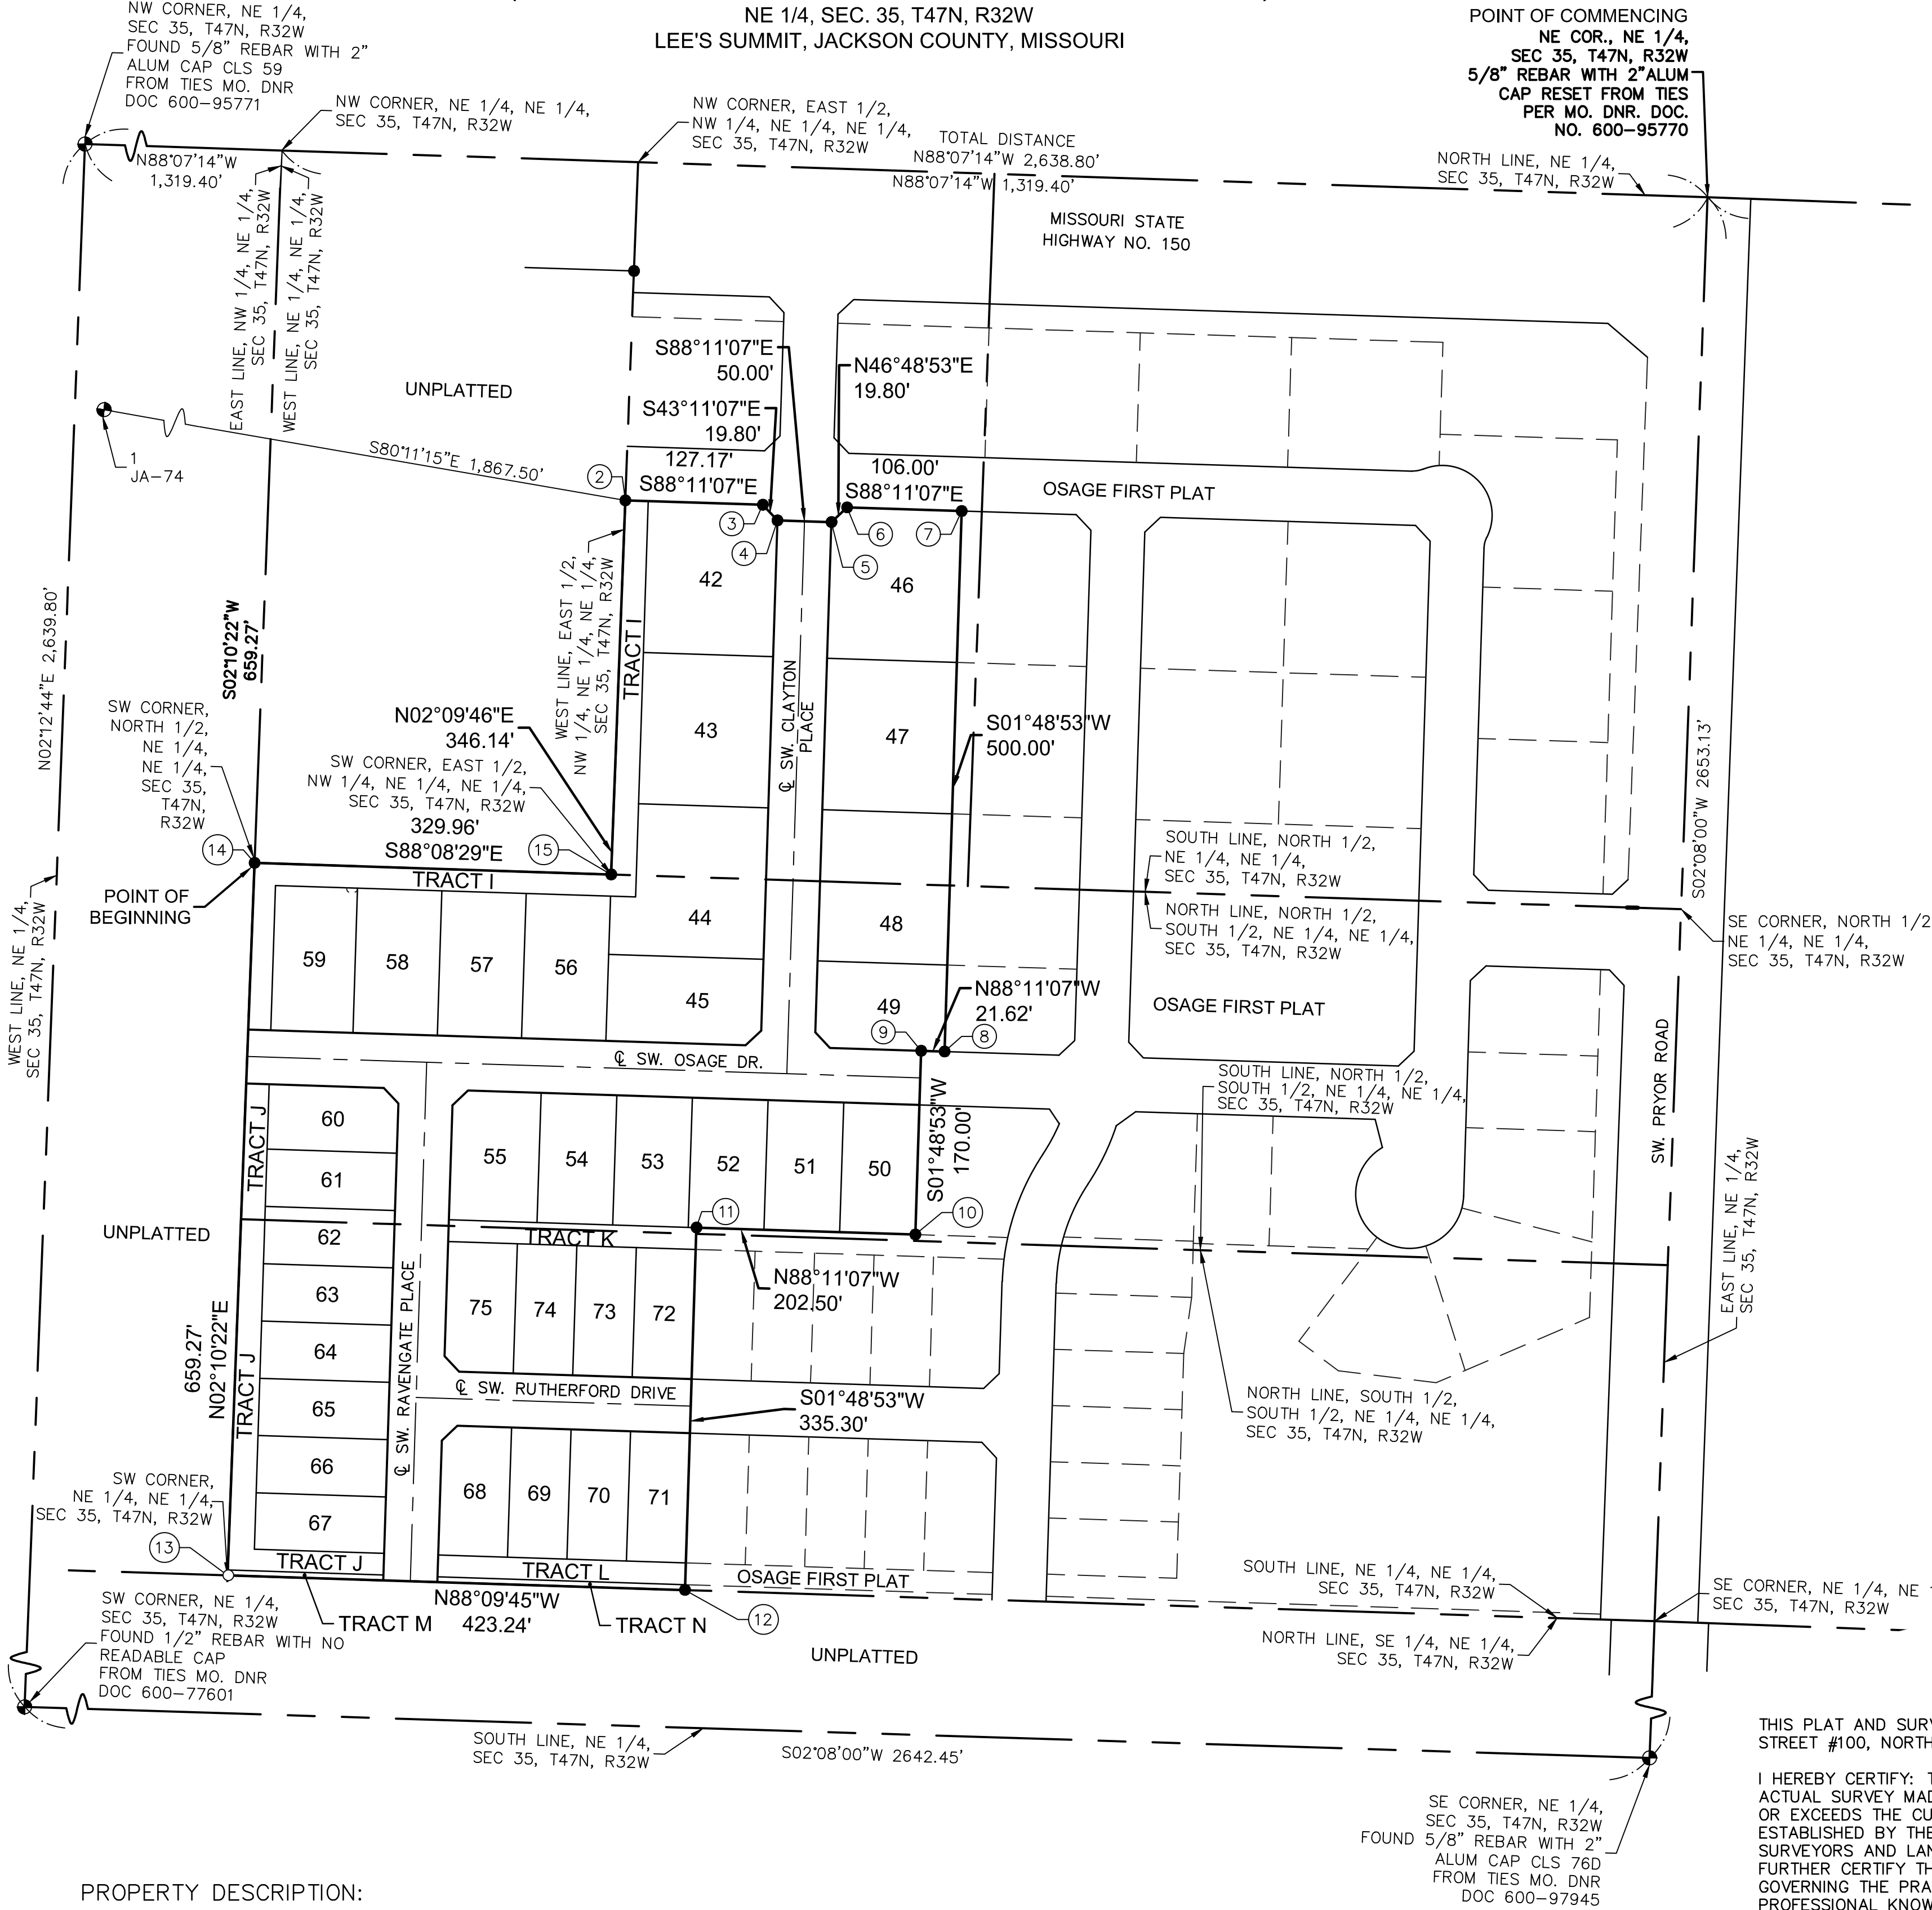 NE 1/4, SEC. 35, T47N, R32W
LEE'S SUMMIT, JACKSON COUNTY, MISSOURI
NW CORNER, NE 1/4,
SEC 35, T47N, R32W
FOUND 5/8" REBAR WITH 2"
ALUM CAP CLS 59
FROM TIES MO. DNR
DOC 600-95771
NW CORNER, NE 1/4, NE 1/4,
SEC 35, T47N, R32W
NW CORNER, EAST 1/2,
NW 1/4, NE 1/4, NE 1/4,
SEC 35, T47N, R32W
TOTAL DISTANCE
N88°07'14"W 2,638.80'
N88°07'14"W 1,319.40'
POINT OF COMMENCING
NE COR., NE 1/4,
SEC 35, T47N, R32W
5/8" REBAR WITH 2"ALUM
CAP RESET FROM TIES
PER MO. DNR. DOC.
NO. 600-95770
NORTH LINE, NE 1/4,
SEC 35, T47N, R32W
N88°07'14"W
1,319.40'
EAST LINE, NW 1/4, NE 1/4,
SEC 35, T47N, R32W
WEST LINE, NE 1/4, NE 1/4,
SEC 35, T47N, R32W
MISSOURI STATE
HIGHWAY NO. 150
UNPLATTED
S88°11'07"E
50.00'
N46°48'53"E
19.80'
S43°11'07"E
19.80'
127.17'
S88°11'07"E
106.00'
S88°11'07"E
OSAGE FIRST PLAT
1
JA-74
S80°11'15"E 1,867.50'
2
3
4
5
6
7
42
46
WEST LINE, EAST 1/2,
NW 1/4, NE 1/4, NE 1/4,
SEC 35, T47N, R32W
TRACT I
N02°12'44"E 2,639.80'
S02°10'22"W
659.27'
43
₵ SW. CLAYTON
PLACE
47
S01°48'53"W
500.00'
S02°08'00"W 2653.13'
N02°09'46"E
346.14'
SW CORNER, EAST 1/2,
NW 1/4, NE 1/4, NE 1/4,
SEC 35, T47N, R32W
329.96'
S88°08'29"E
SW CORNER,
NORTH 1/2,
NE 1/4,
NE 1/4,
SEC 35,
T47N,
R32W
14
15
TRACT I
POINT OF
BEGINNING
SOUTH LINE, NORTH 1/2,
NE 1/4, NE 1/4,
SEC 35, T47N, R32W
NORTH LINE, NORTH 1/2,
SOUTH 1/2, NE 1/4, NE 1/4,
SEC 35, T47N, R32W
SE CORNER, NORTH 1/2
NE 1/4, NE 1/4,
SEC 35, T47N, R32W
WEST LINE, NE 1/4,
SEC 35, T47N, R32W
59
58
57
56
44
45
48
49
N88°11'07"W
21.62'
9
8
OSAGE FIRST PLAT
₵ SW. OSAGE DR.
SW. PRYOR ROAD
SOUTH LINE, NORTH 1/2,
SOUTH 1/2, NE 1/4, NE 1/4,
SEC 35, T47N, R32W
TRACT J
60
61
62
63
64
65
66
67
55
54
53
52
51
50
S01°48'53"W
170.00'
11
10
TRACT K
N88°11'07"W
202.50'
UNPLATTED
EAST LINE, NE 1/4,
SEC 35, T47N, R32W
659.27'
N02°10'22"E
TRACT J
₵ SW. RAVENGATE PLACE
75
74
73
72
₵ SW. RUTHERFORD DRIVE
S01°48'53"W
335.30'
NORTH LINE, SOUTH 1/2,
SOUTH 1/2, NE 1/4, NE 1/4,
SEC 35, T47N, R32W
68
69
70
71
SW CORNER,
NE 1/4, NE 1/4,
SEC 35, T47N, R32W
13
TRACT J
TRACT L
OSAGE FIRST PLAT
N88°09'45"W
423.24'
TRACT M
TRACT N
12
UNPLATTED
SOUTH LINE, NE 1/4, NE 1/4,
SEC 35, T47N, R32W
NORTH LINE, SE 1/4, NE 1/4,
SEC 35, T47N, R32W
SE CORNER, NE 1/4, NE
SEC 35, T47N, R32W
SW CORNER, NE 1/4,
SEC 35, T47N, R32W
FOUND 1/2" REBAR WITH NO
READABLE CAP
FROM TIES MO. DNR
DOC 600-77601
SOUTH LINE, NE 1/4,
SEC 35, T47N, R32W
S02°08'00"W 2642.45'
SE CORNER, NE 1/4,
SEC 35, T47N, R32W
FOUND 5/8" REBAR WITH 2"
ALUM CAP CLS 76D
FROM TIES MO. DNR
DOC 600-97945
THIS PLAT AND
STREET #100,
I HEREBY CERTIFY:
ACTUAL SURVEY
OR EXCEEDS THE
ESTABLISHED BY THE
SURVEYORS AND
FURTHER CERTIFY
GOVERNING THE
PROFESSIONAL
PROPERTY DESCRIPTION: